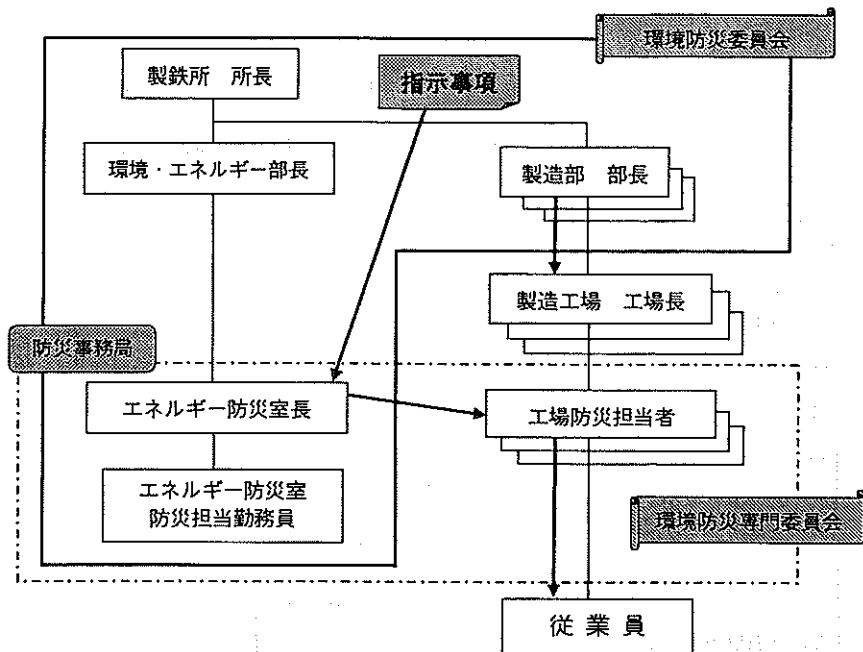 環境防災委員会
製鉄所　所長
指示事項
環境・エネルギー部長
製造部　部長
製造工場　工場長
防災事務局
エネルギー防災室長
工場防災担当者
エネルギー防災室
防災担当勤務員
環境防災専門委員会
従業員